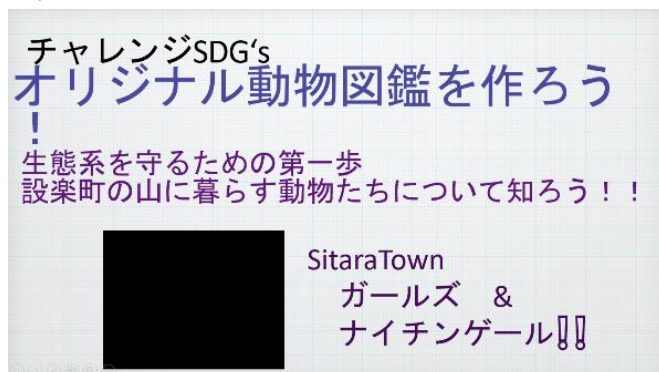 チャレンジSDG‘s
オリジナル動物図鑑を作ろう
！
生態系を守るための第一歩
設楽町の山に暮らす動物たちについて知ろう！！
SitaraTown
ガールズ　&
ナイチンゲール‼